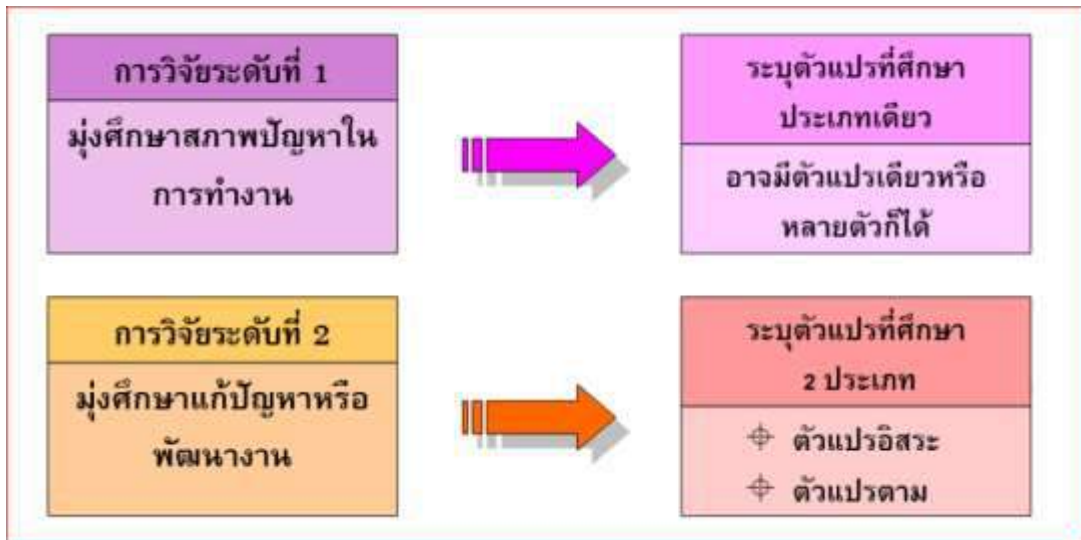 การวิจัยระดับที่ 1
มุ่งศึกษาสภาพปัญหาใน
การทำงาน
ระบุตัวแปรที่ศึกษา
ประเภทเดียว
อาจมีตัวแปรเดียวหรือ
หลายตัวก็ได้
การวิจัยระดับที่ 2
มุ่งศึกษาแก้ปัญหาหรือ
พัฒนางาน
ระบุตัวแปรที่ศึกษา
2 ประเภท
ตัวแปรอิสระ
ตัวแปรตาม